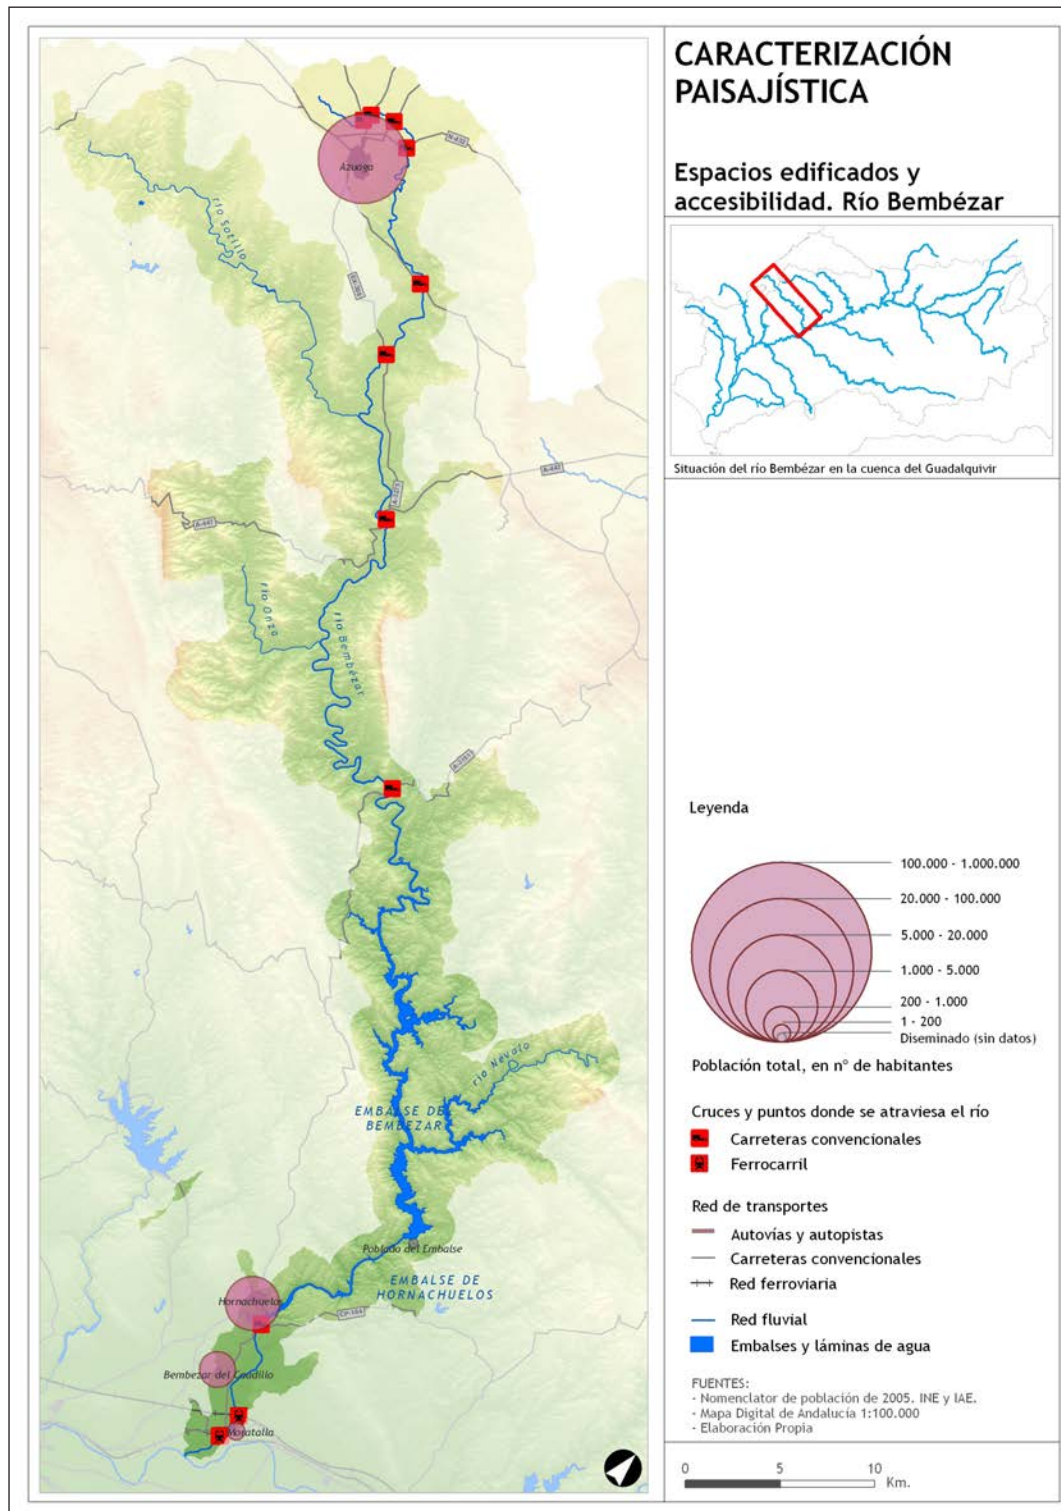 CARACTERIZACIÓN
PAISAJÍSTICA
Espacios edificados y
accesibilidad. Río Bembézar
Situación del río Bembézar en la cuenca del Guadalquivir
Azuaga
N-432
río Sotillo
A-447
A-447
río Onza
río Bembézar
río Névalo
EMBALSE DEL
BEMBÉZAR
Poblado del Embalse
EMBALSE DE
HORNACHUELOS
Hornachuelos
Bembézar del Caudillo
Moratalla
Leyenda
100.000 - 1.000.000
20.000 - 100.000
5.000 - 20.000
1.000 - 5.000
200 - 1.000
1 - 200
Diseminado (sin datos)
Población total, en nº de habitantes
Cruces y puntos donde se atraviesa el río
Carreteras convencionales
Ferrocarril
Red de transportes
Autovías y autopistas
Carreteras convencionales
Red ferroviaria
Red fluvial
Embalses y láminas de agua
FUENTES:
- Nomenclator de población de 2005. INE y IAE.
- Mapa Digital de Andalucía 1:100.000
- Elaboración Propia
0 5 10
Km.